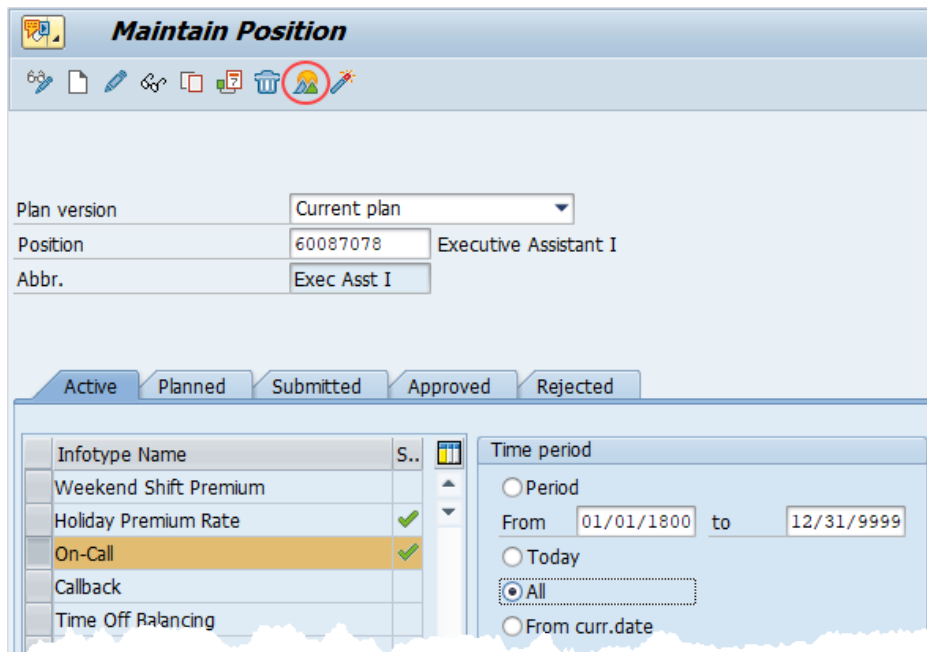 Maintain Position
Plan version Current plan
Position 60087078 Executive Assistant I
Abbr. Exec Asst I
Active Planned Submitted Approved Rejected
Infotype Name S..
Weekend Shift Premium
Holiday Premium Rate
On-Call
Callback
Time Off Balancing
Time period
Period
From 01/01/1800 to 12/31/9999
Today
All
From curr.date